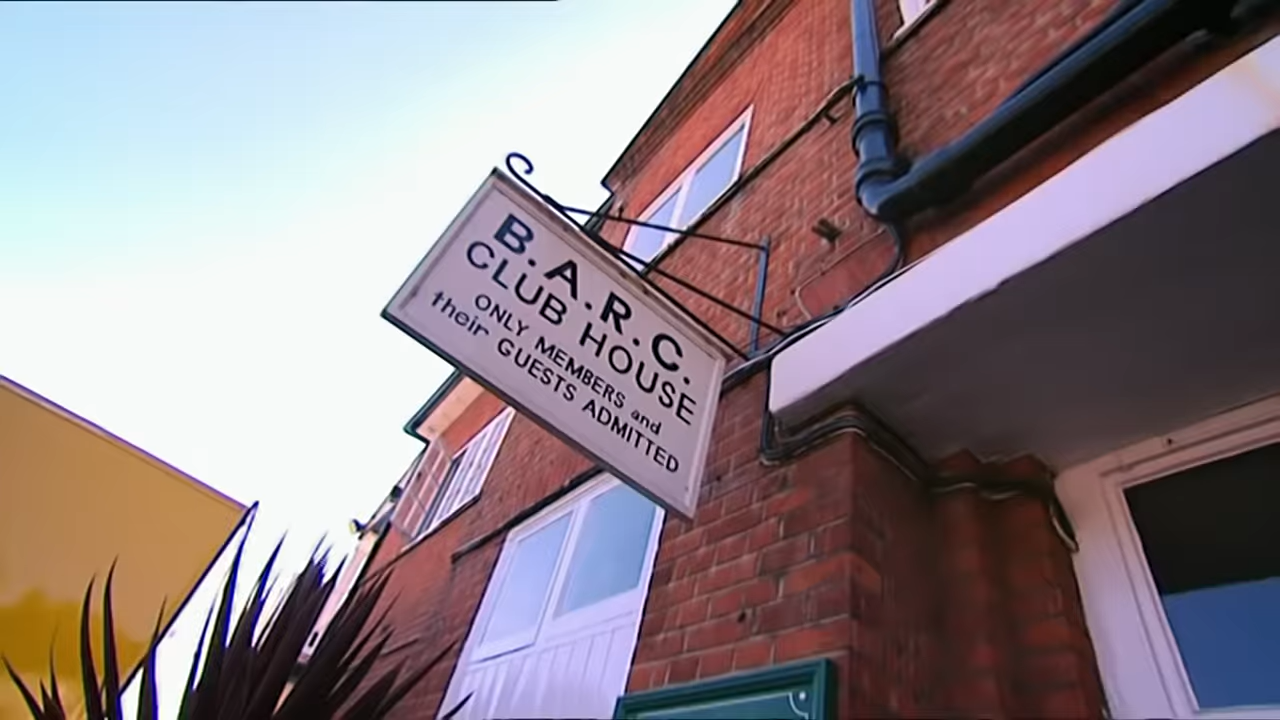 B.A.R.C.
CLUB HOUSE
ONLY MEMBERS and
their GUESTS ADMITTED